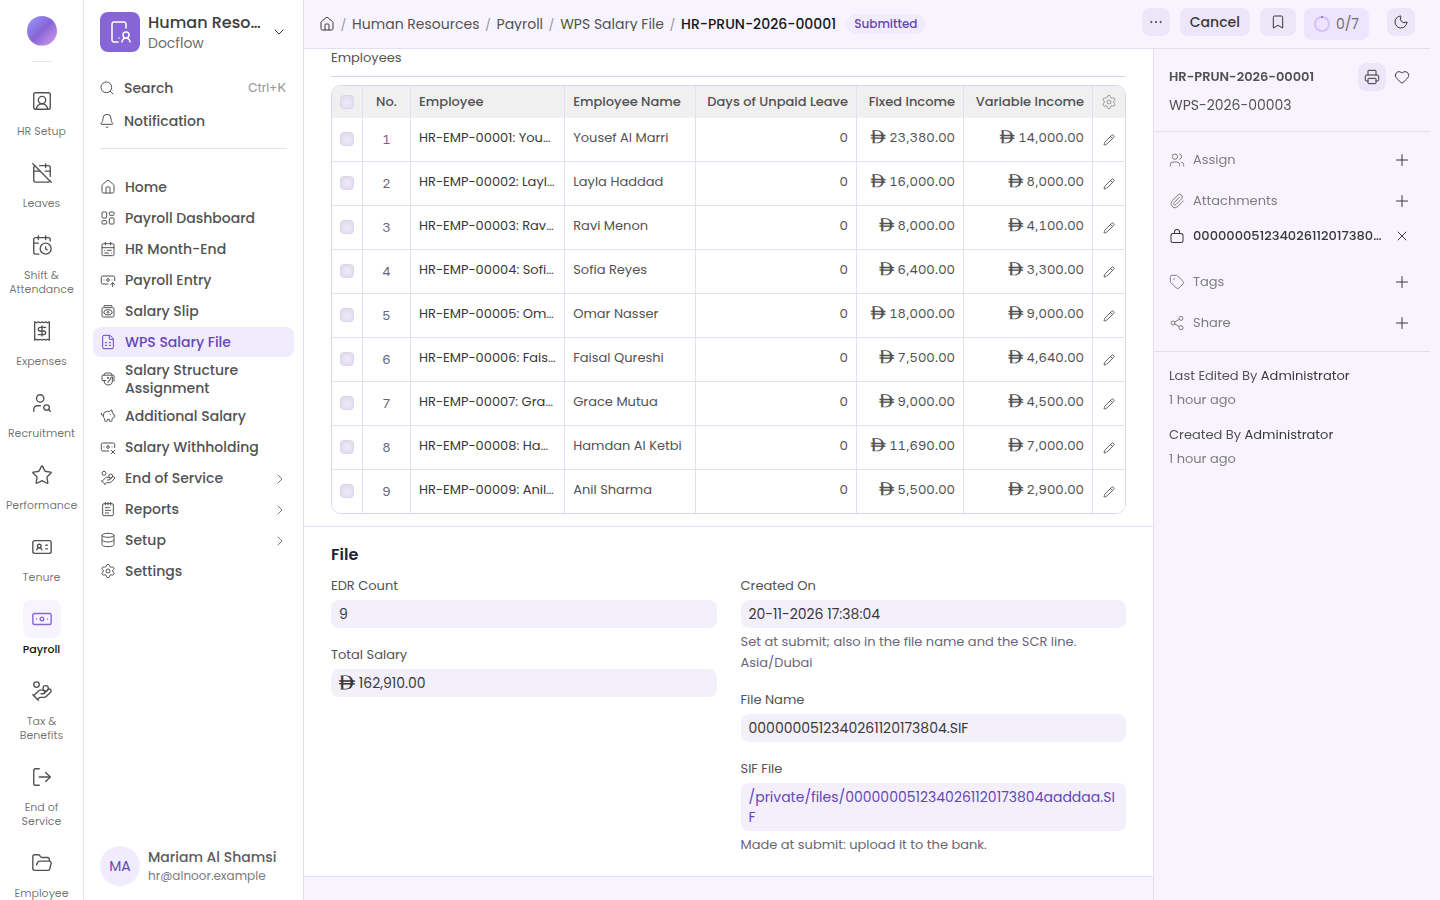 Human Reso...
Docflow
Search
Ctrl+K
Notification
HR Setup
Leaves
Shift &
Attendance
Expenses
Recruitment
Performance
Tenure
Payroll
Tax &
Benefits
End of
Service
Employee
Home
Payroll Dashboard
HR Month-End
Payroll Entry
Salary Slip
WPS Salary File
Salary Structure
Assignment
Additional Salary
Salary Withholding
End of Service
Reports
Setup
Settings
MA
Mariam Al Shamsi
hr@alnoor.example
/ Human Resources / Payroll / WPS Salary File / HR-PRUN-2026-00001 Submitted
Cancel
0/7
Employees
No. Employee Employee Name Days of Unpaid Leave Fixed Income Variable Income
1 HR-EMP-00001: You... Yousef Al Marri 0 23,380.00 14,000.00
2 HR-EMP-00002: Layl... Layla Haddad 0 16,000.00 8,000.00
3 HR-EMP-00003: Rav... Ravi Menon 0 8,000.00 4,100.00
4 HR-EMP-00004: Sofi... Sofia Reyes 0 6,400.00 3,300.00
5 HR-EMP-00005: Om... Omar Nasser 0 18,000.00 9,000.00
6 HR-EMP-00006: Fais... Faisal Qureshi 0 7,500.00 4,640.00
7 HR-EMP-00007: Gra... Grace Mutua 0 9,000.00 4,500.00
8 HR-EMP-00008: Ha... Hamdan Al Ketbi 0 11,690.00 7,000.00
9 HR-EMP-00009: Anil... Anil Sharma 0 5,500.00 2,900.00
File
EDR Count
9
Total Salary
162,910.00
Created On
20-11-2026 17:38:04
Set at submit; also in the file name and the SCR line.
Asia/Dubai
File Name
0000000512340261120173804.SIF
SIF File
/private/files/0000000512340261120173804aaddaa.SI
F
Made at submit: upload it to the bank.
HR-PRUN-2026-00001
WPS-2026-00003
Assign
Attachments
000000051234026112017380...
Tags
Share
Last Edited By Administrator
1 hour ago
Created By Administrator
1 hour ago